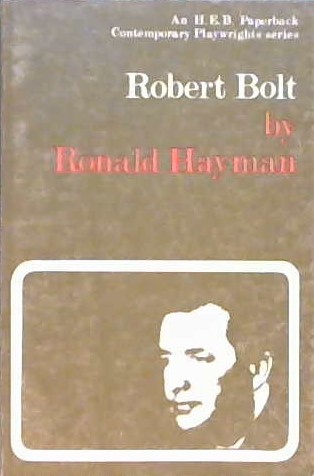 An H.E.B. Paperback
Contemporary Playwrights series
Robert Bolt
by
Ronald Hayman